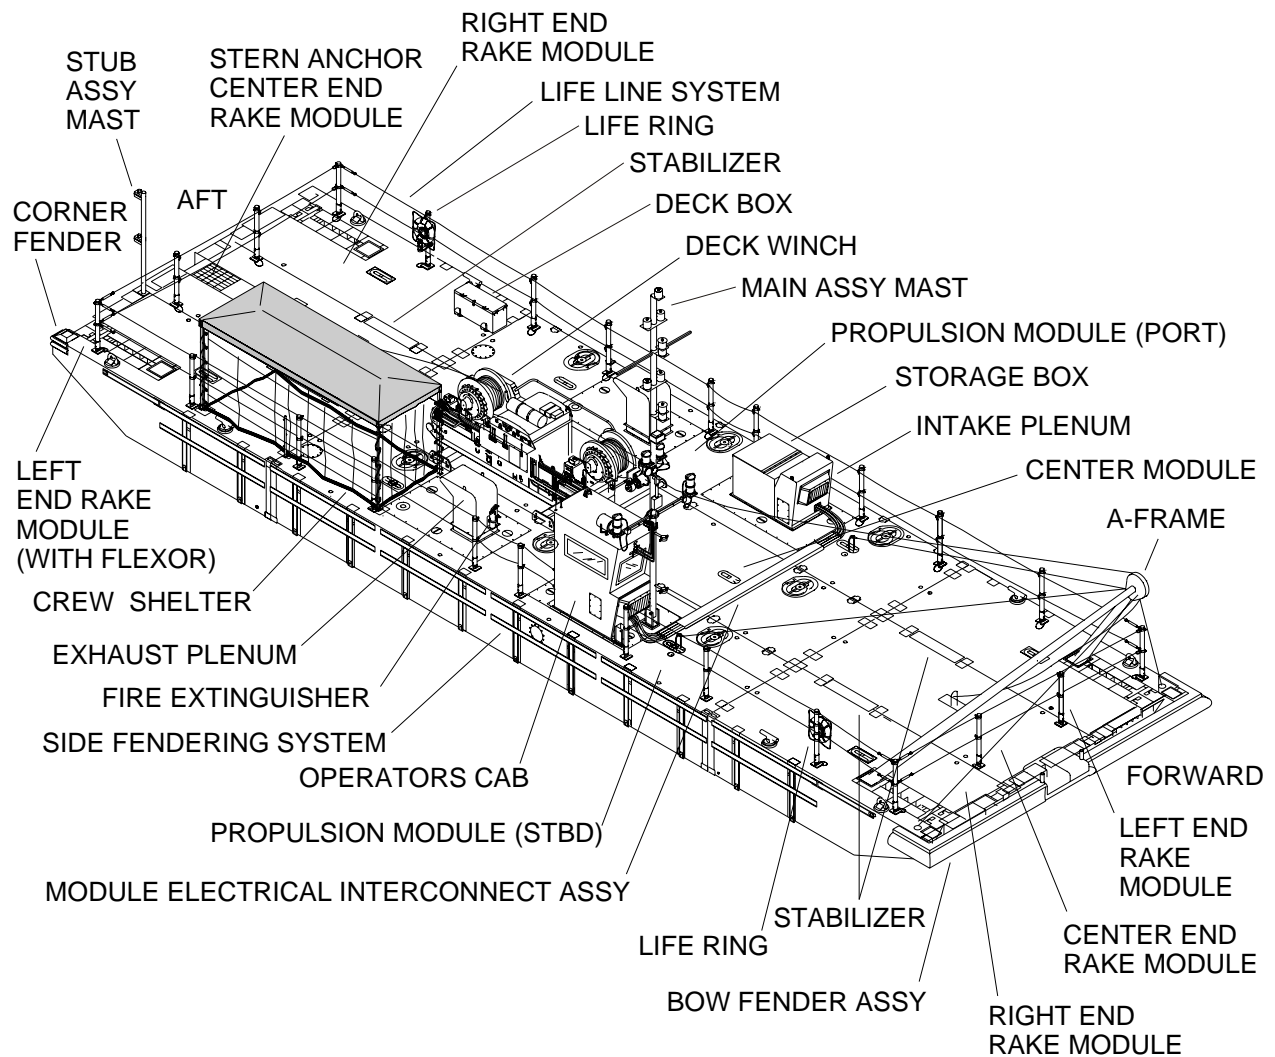 RIGHT END
RAKE MODULE
STUB
ASSY
MAST
STERN ANCHOR
CENTER END
RAKE MODULE
LIFE LINE SYSTEM
LIFE RING
STABILIZER
AFT
DECK BOX
CORNER
FENDER
DECK WINCH
MAIN ASSY MAST
PROPULSION MODULE (PORT)
STORAGE BOX
INTAKE PLENUM
CENTER MODULE
A-FRAME
LEFT
END RAKE
MODULE
(WITH FLEXOR)
CREW SHELTER
EXHAUST PLENUM
FIRE EXTINGUISHER
SIDE FENDERING SYSTEM
OPERATORS CAB
FORWARD
PROPULSION MODULE (STBD)
LEFT END
RAKE
MODULE
MODULE ELECTRICAL INTERCONNECT ASSY
STABILIZER
LIFE RING
CENTER END
RAKE MODULE
BOW FENDER ASSY
RIGHT END
RAKE MODULE